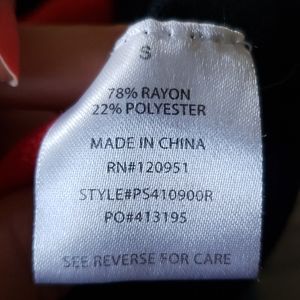 S
78% RAYON
22% POLYESTER
MADE IN CHINA
RN#120951
STYLE#PS410900R
PO#413195
SEE REVERSE FOR CARE